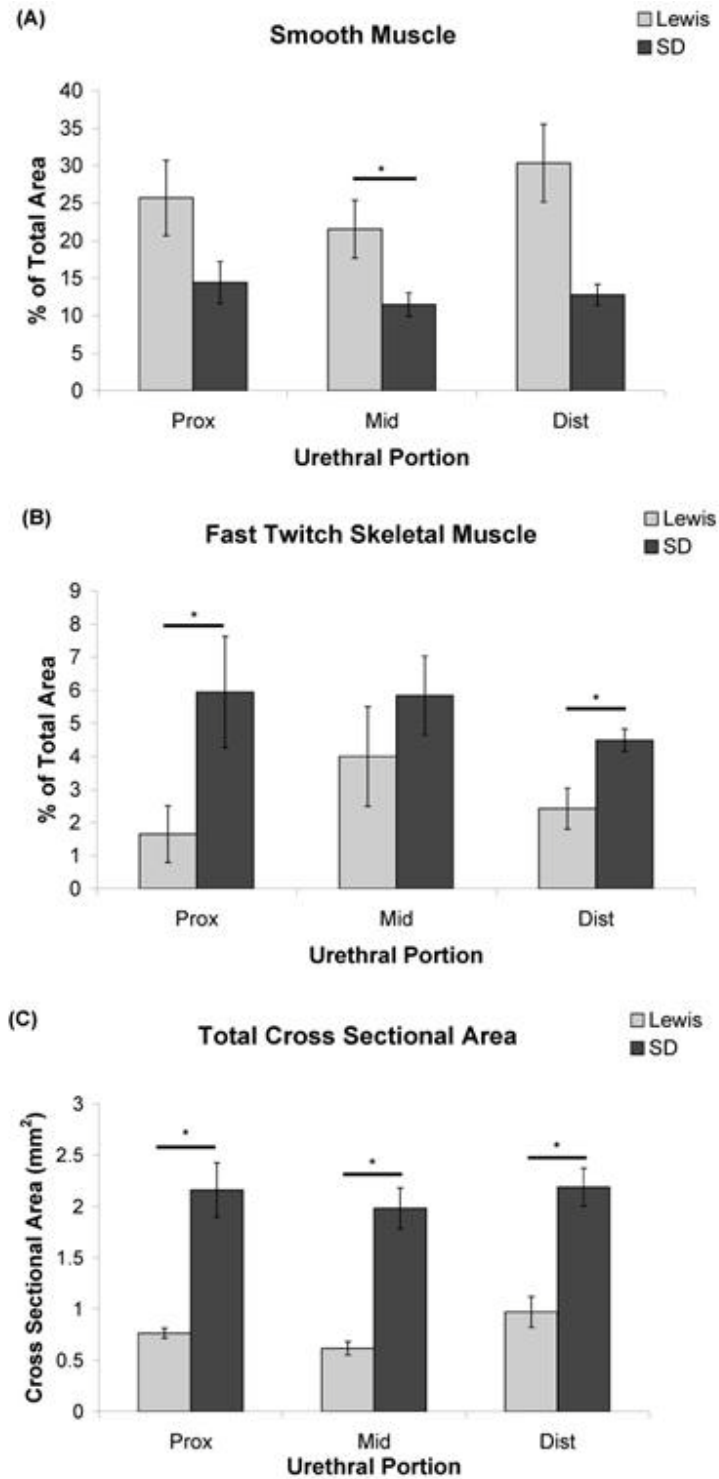 (A)
Smooth Muscle
Lewis
SD
% of Total Area
40
35
30
25
20
15
10
5
0
*
Prox Mid Dist
Urethral Portion
(B)
Fast Twitch Skeletal Muscle
Lewis
SD
% of Total Area
9
8
7
6
5
4
3
2
1
0
*
*
Prox Mid Dist
Urethral Portion
(C)
Total Cross Sectional Area
Lewis
SD
Cross Sectional Area (mm²)
3
2.5
2
1.5
1
0.5
0
*
*
*
Prox Mid Dist
Urethral Portion